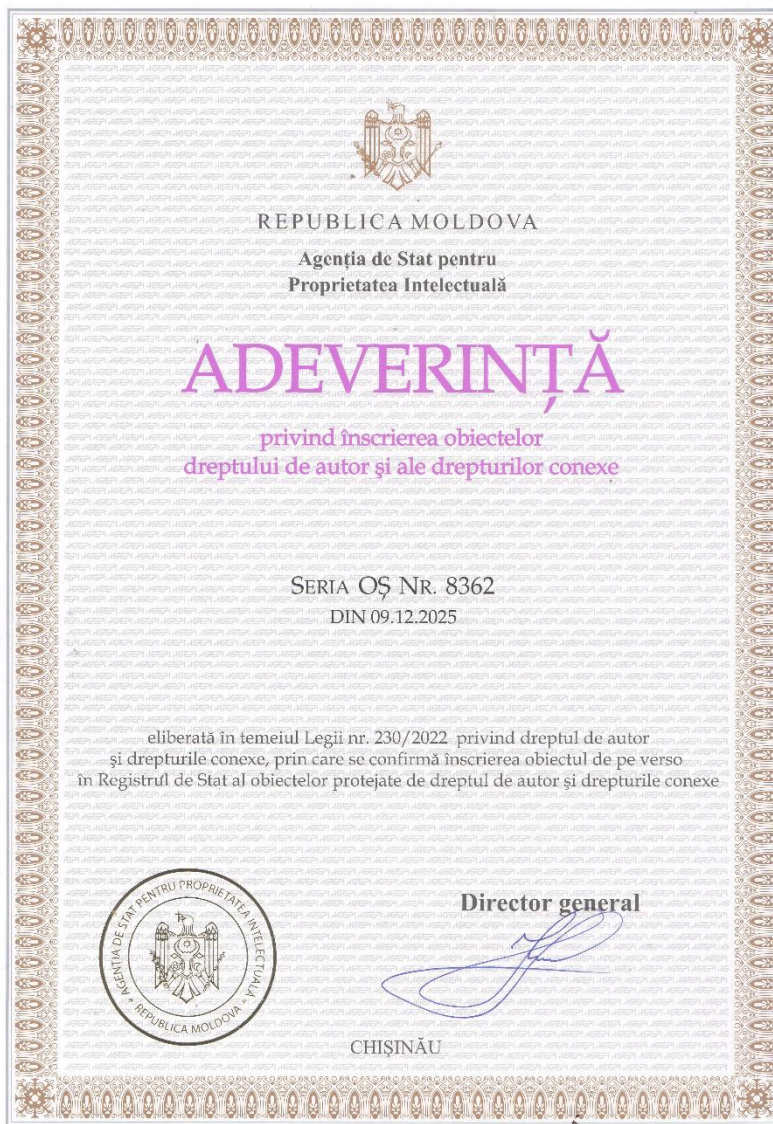 REPUBLICA MOLDOVA
Agenția de Stat pentru
Proprietatea Intelectuală
ADEVERINȚĂ
privind înscrierea obiectelor
dreptului de autor și ale drepturilor conexe
SERIA OȘ NR. 8362
DIN 09.12.2025
eliberată în temeiul Legii nr. 230/2022 privind dreptul de autor
și drepturile conexe, prin care se confirmă înscrierea obiectul de pe verso
în Registrul de Stat al obiectelor protejate de dreptul de autor și drepturile conexe
Director general
AGENȚIA DE STAT PENTRU PROPRIETATEA INTELECTUALĂ
REPUBLICA MOLDOVA
CHIȘINĂU